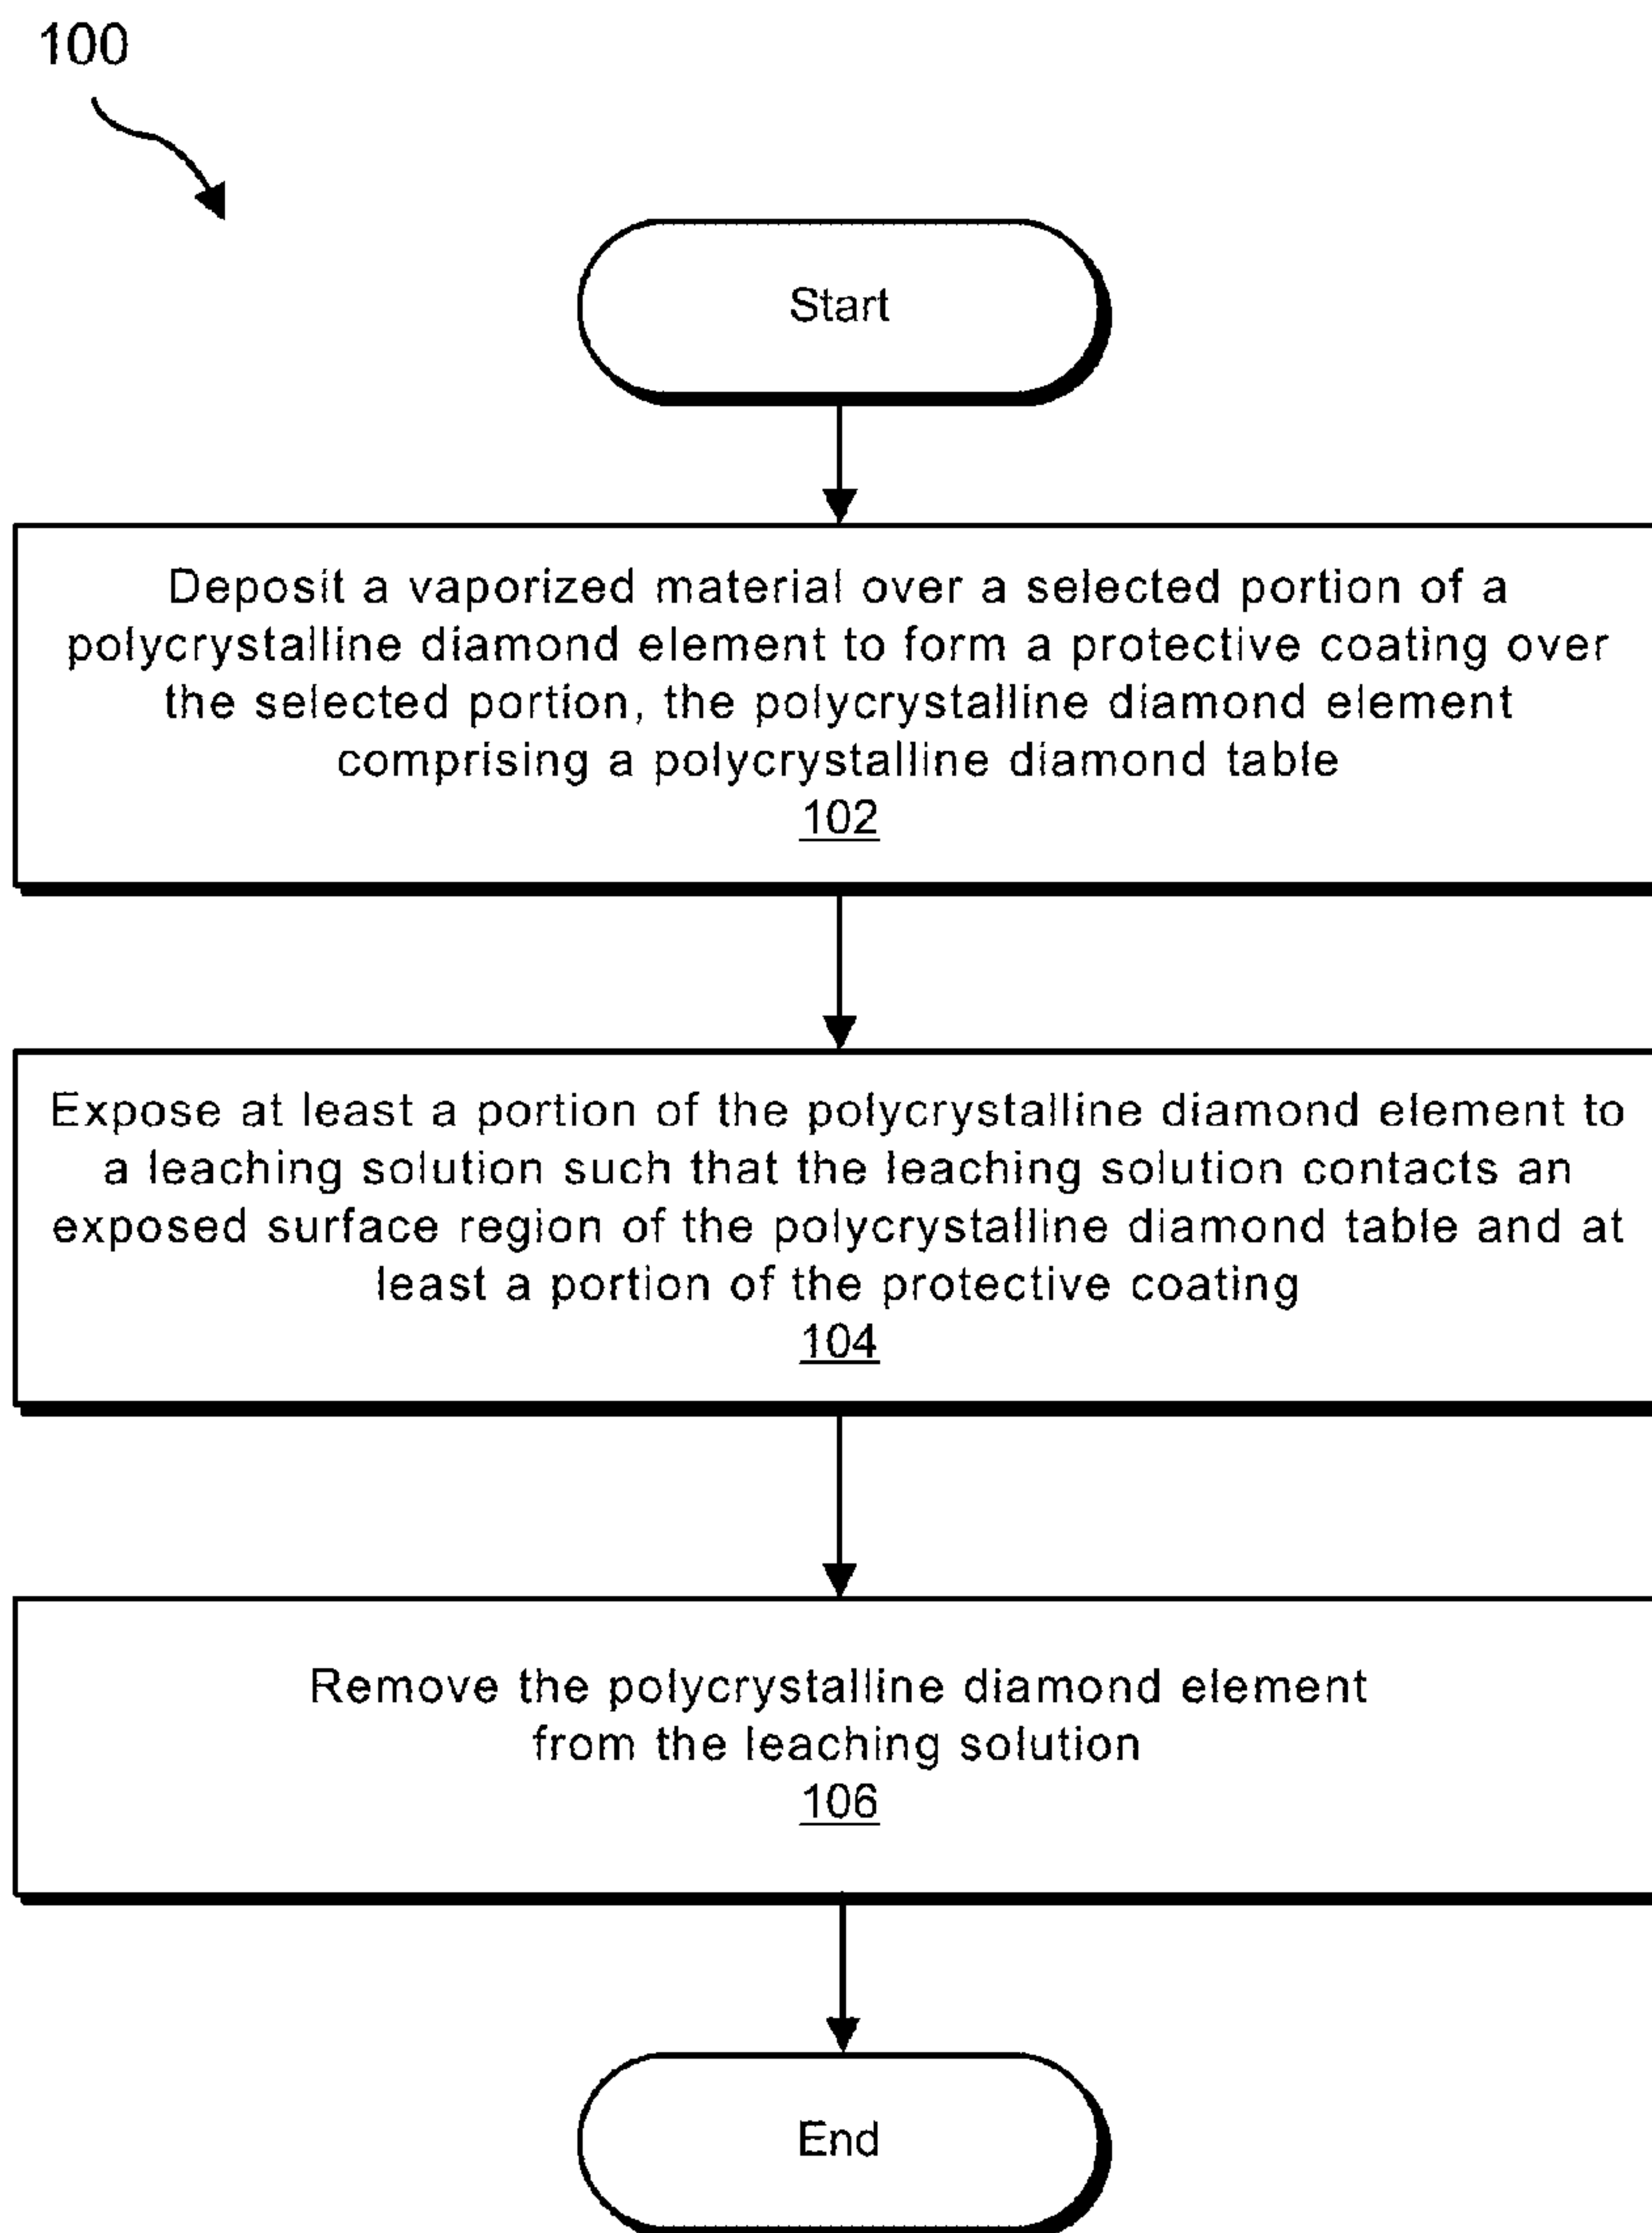 100
Start
Deposit a vaporized material over a selected portion of a
polycrystalline diamond element to form a protective coating over
the selected portion, the polycrystalline diamond element
comprising a polycrystalline diamond table
102
Expose at least a portion of the polycrystalline diamond element to
a leaching solution such that the leaching solution contacts an
exposed surface region of the polycrystalline diamond table and at
least a portion of the protective coating
104
Remove the polycrystalline diamond element
from the leaching solution
106
End